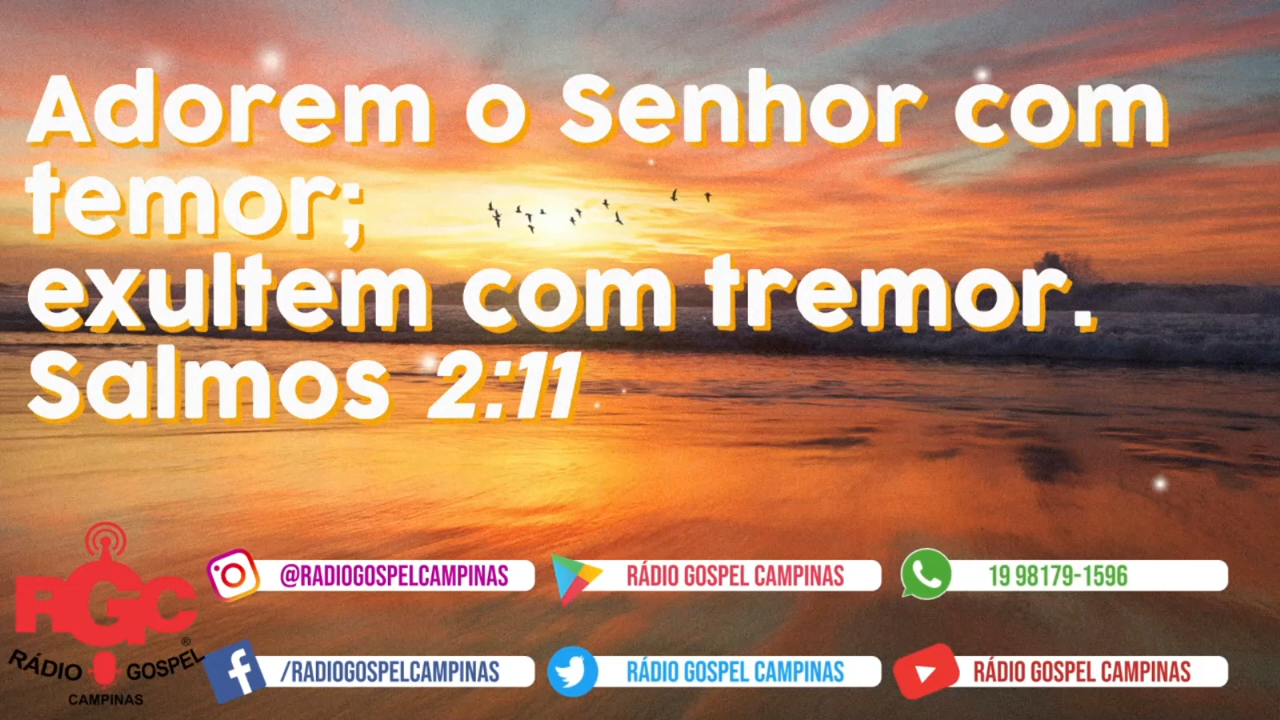 Adorem o Senhor com
temor;
exultem com tremor.
Salmos 2:11
@RADIOGOSPELCAMPINAS
RÁDIO GOSPEL CAMPINAS
19 98179-1596
RGC
®
RÁDIO GOSPEL
CAMPINAS
/RADIOGOSPELCAMPINAS
RÁDIO GOSPEL CAMPINAS
RÁDIO GOSPEL CAMPINAS